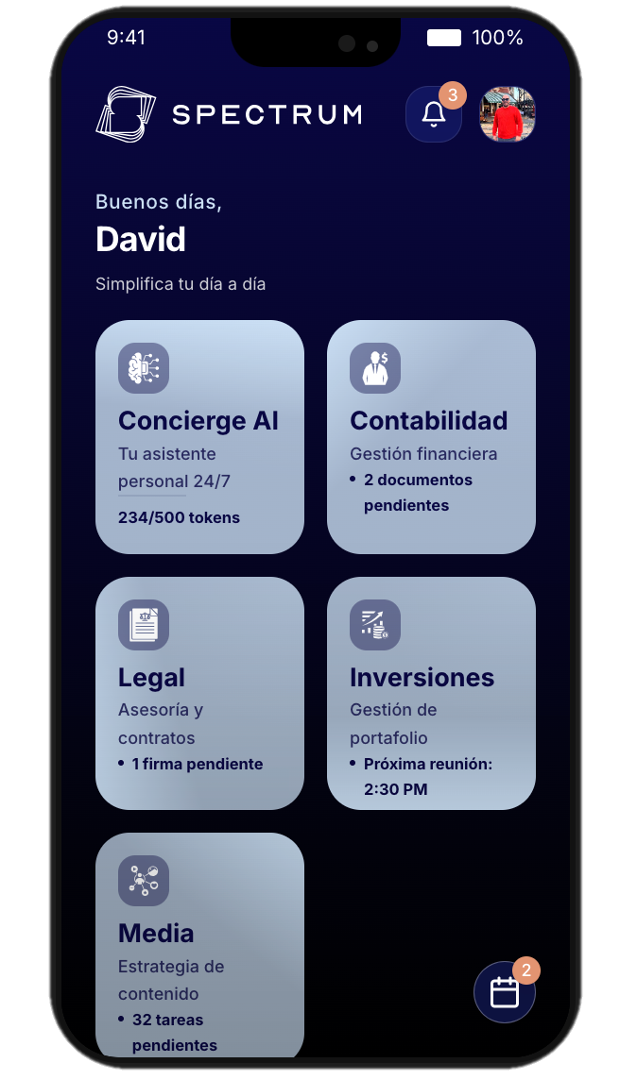 9:41
100%
SPECTRUM
3
Buenos días,
David
Simplifica tu día a día
Concierge AI
Tu asistente
personal 24/7
234/500 tokens
Contabilidad
Gestión financiera
• 2 documentos
pendientes
Legal
Asesoría y
contratos
• 1 firma pendiente
Inversiones
Gestión de
portafolio
• Próxima reunión:
2:30 PM
Media
Estrategia de
contenido
• 32 tareas
pendientes
2